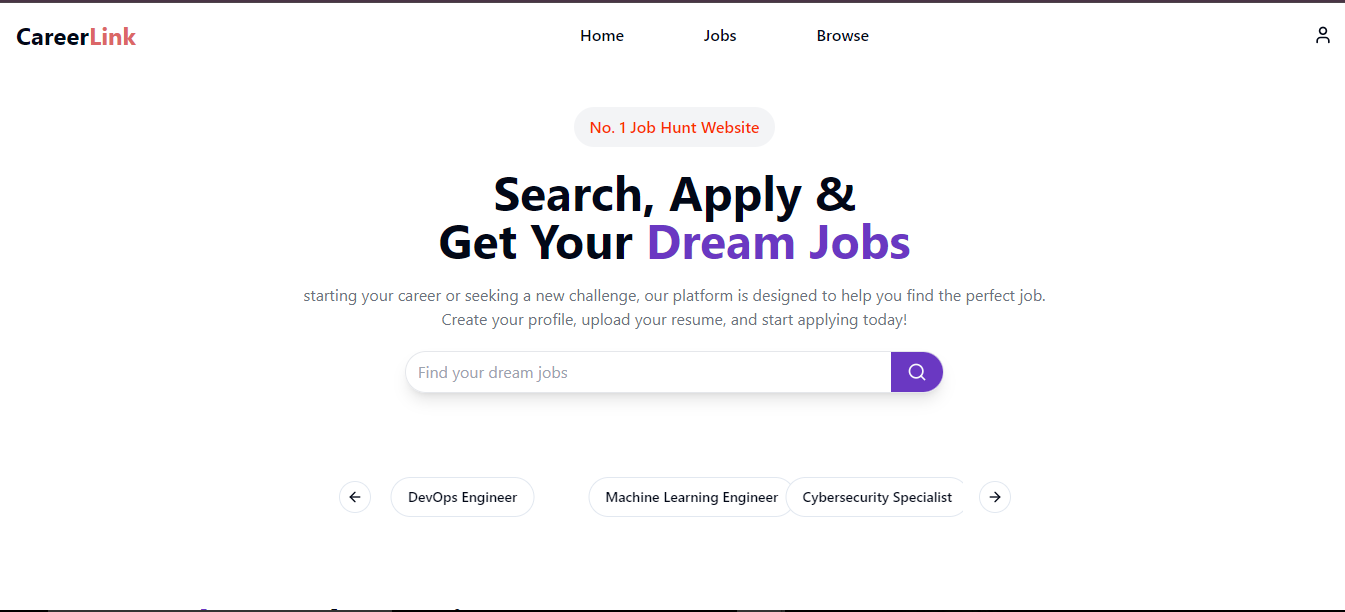 CareerLink
Home Jobs Browse
No. 1 Job Hunt Website
Search, Apply &
Get Your Dream Jobs
starting your career or seeking a new challenge, our platform is designed to help you find the perfect job.
Create your profile, upload your resume, and start applying today!
Find your dream jobs
DevOps Engineer
Machine Learning Engineer
Cybersecurity Specialist